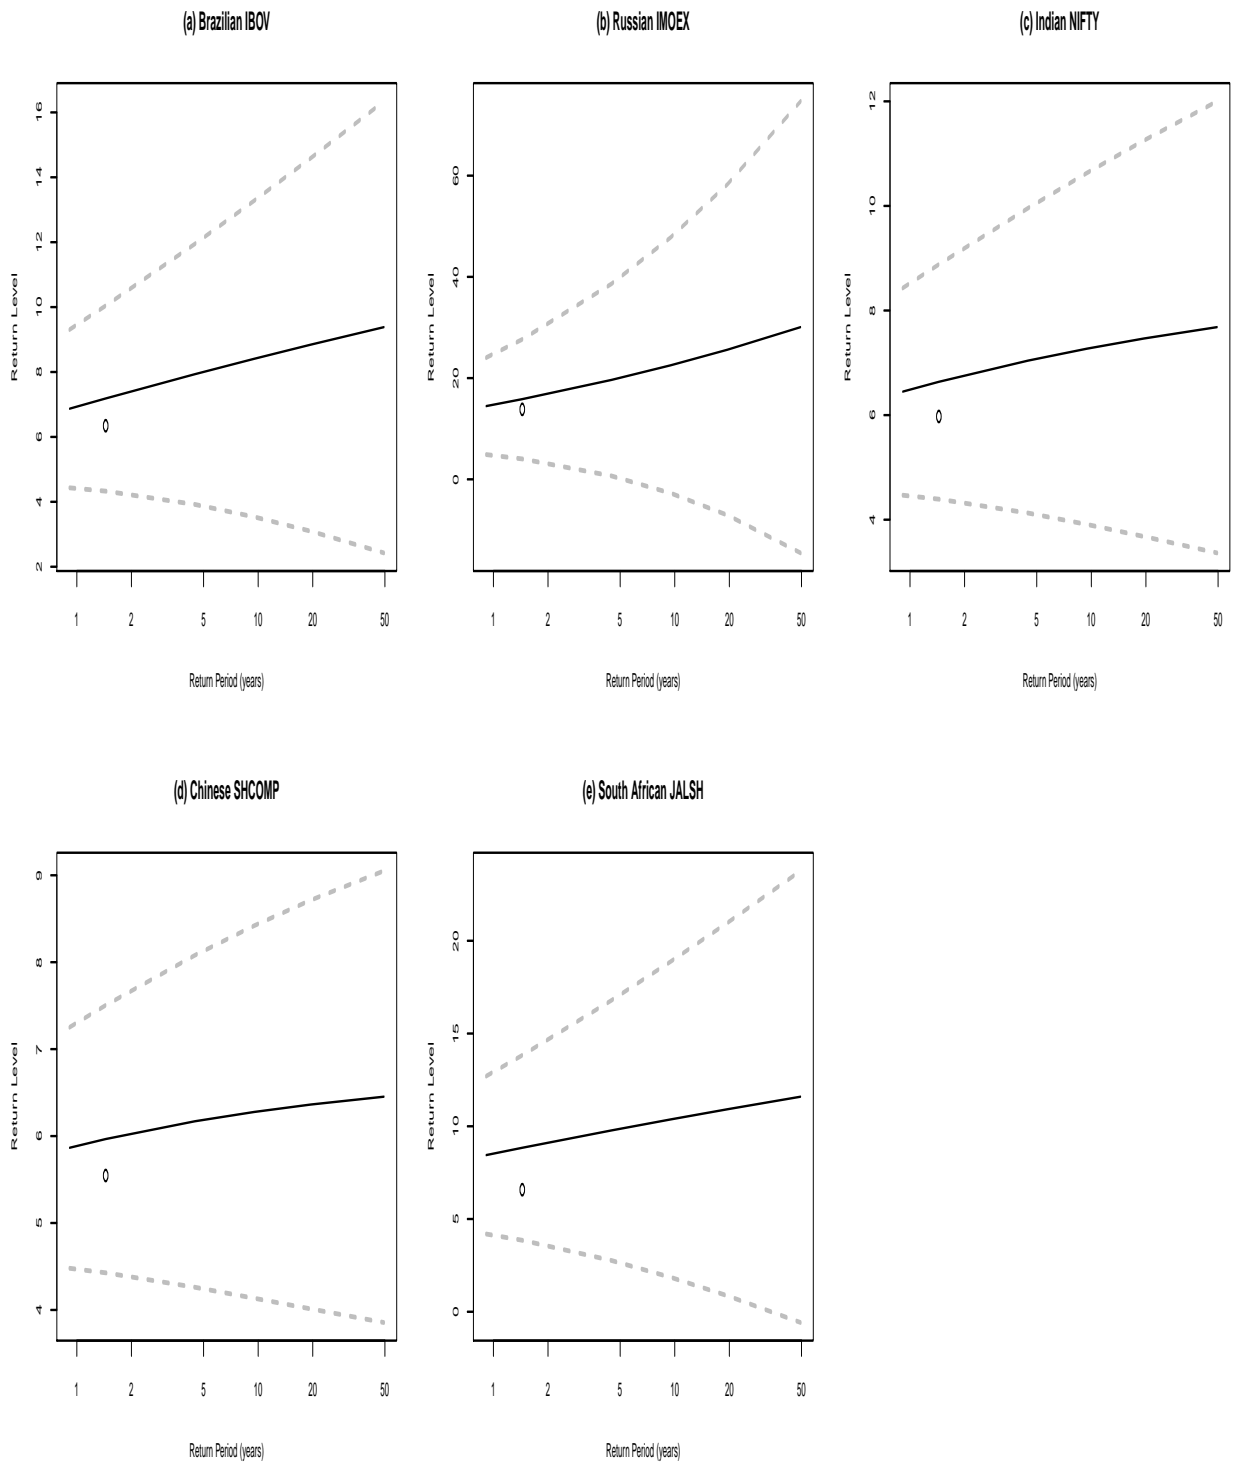 (a) Brazilian IBOV
Return Level
16
14
12
10
8
6
4
2
1 2 5 10 20 50
Return Period (years)
(b) Russian IMOEX
Return Level
60
40
20
0
1 2 5 10 20 50
Return Period (years)
(c) Indian NIFTY
Return Level
12
10
8
6
4
1 2 5 10 20 50
Return Period (years)
(d) Chinese SHCOMP
Return Level
9
8
7
6
5
4
1 2 5 10 20 50
Return Period (years)
(e) South African JALSH
Return Level
20
15
10
5
0
1 2 5 10 20 50
Return Period (years)